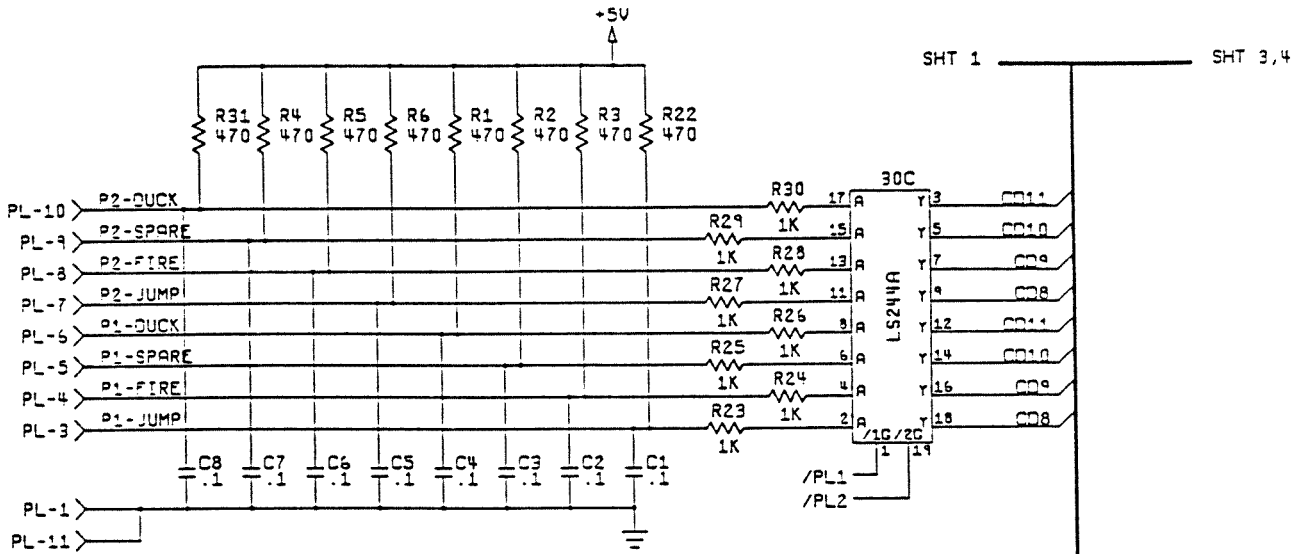 +5V
SHT 1
SHT 3,4
R31 470
R4 470
R5 470
R6 470
R1 470
R2 470
R3 470
R22 470
PL-10 P2-DUCK R30 1K 17 A 30C Y 3 CD11
PL-9 P2-SPARE R29 1K 15 A Y 5 CD10
PL-8 P2-FIRE R28 1K 13 A Y 7 CD9
PL-7 P2-JUMP R27 1K 11 A Y 9 CD8
LS244A
PL-6 P1-DUCK R26 1K 8 A Y 12 CD11
PL-5 P1-SPARE R25 1K 6 A Y 14 CD10
PL-4 P1-FIRE R24 1K 4 A Y 16 CD9
PL-3 P1-JUMP R23 1K 2 A Y 18 CD8
/1G /2G
1 19
/PL1
/PL2
C8 .1
C7 .1
C6 .1
C5 .1
C4 .1
C3 .1
C2 .1
C1 .1
PL-1
PL-11